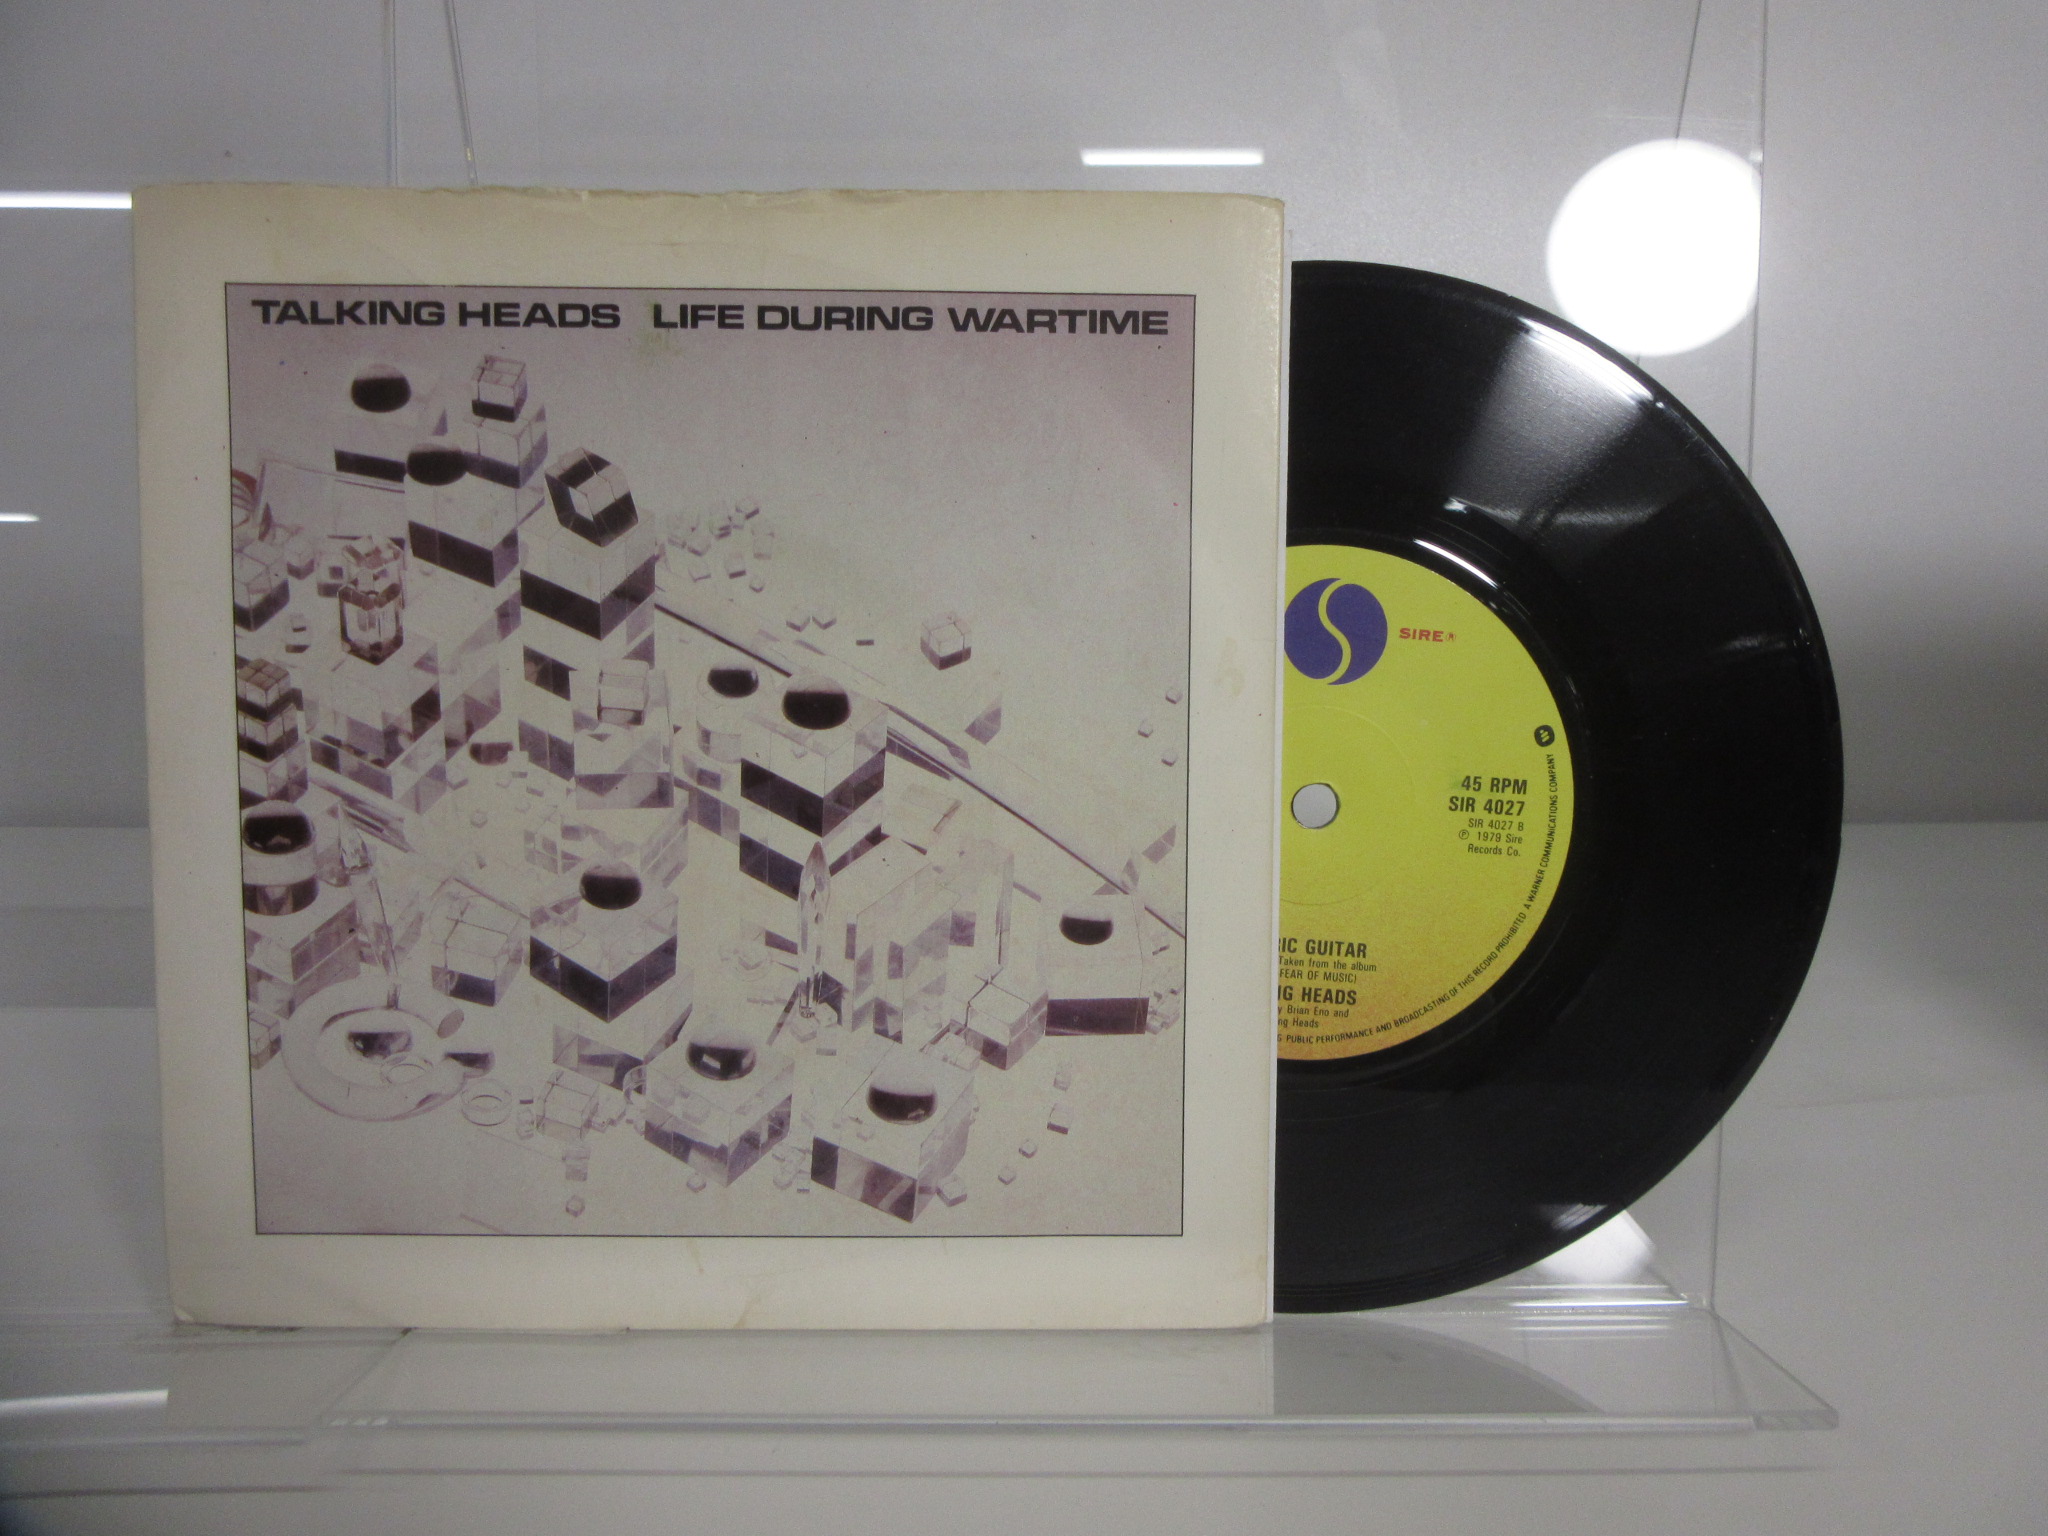 TALKING HEADS LIFE DURING WARTIME
SIRE®
45 RPM
SIR 4027
SIR 4027 B
℗ 1979 Sire
Records Co.
RIC GUITAR
Taken from the album
FEAR OF MUSIC)
NG HEADS
y Brian Eno and
ng Heads
G PUBLIC PERFORMANCE AND BROADCASTING OF THIS RECORD PROHIBITED A WARNER COMMUNICATIONS COMPANY